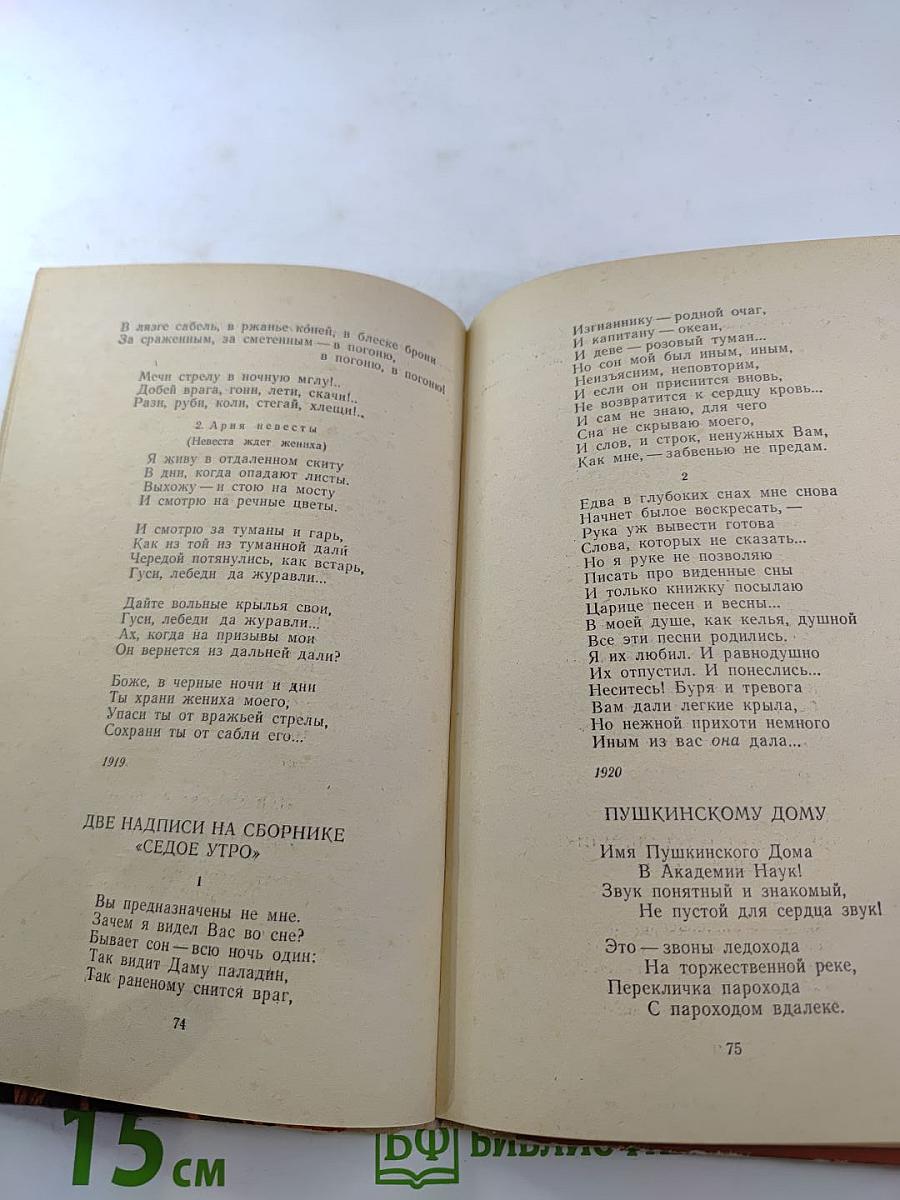 В лязге сабель, в ржанье коней, в блеске брони
За сраженным, за сметенным — в погоню,
в погоню, в погоню!
Мечи стрелу в ночную мглу!..
Добей врага, гони, лети, скачи!..
Рази, руби, коли, стегай, хлещи!..
2. Ария невесты
(Невеста ждет жениха)
Я живу в отдаленном скиту
В дни, когда опадают листы.
Выхожу — и стою на мосту
И смотрю на речные цветы.
И смотрю за туманы и гарь,
Как из той из туманной дали
Чередой потянулись, как встарь,
Гуси, лебеди да журавли...
Дайте вольные крылья свои,
Гуси, лебеди да журавли...
Ах, когда на призывы мои
Он вернется из дальней дали?
Боже, в черные ночи и дни
Ты храни жениха моего,
Упаси ты от вражьей стрелы,
Сохрани ты от сабли его...
1919
ДВЕ НАДПИСИ НА СБОРНИКЕ
«СЕДОЕ УТРО»
1
Вы предназначены не мне.
Зачем я видел Вас во сне?
Бывает сон — всю ночь один:
Так видит Даму паладин,
Так раненому снится враг,
74
Изгнаннику — родной очаг,
И капитану — океан,
И деве — розовый туман...
Но сон мой был иным, иным,
Неизъясним, неповторим,
И если он приснится вновь,
Не возвратится к сердцу кровь...
И сам не знаю, для чего
Сна не скрываю моего,
И слов, и строк, ненужных Вам,
Как мне, — забвенью не предам.
2
Едва в глубоких снах мне снова
Начнет былое воскресать, —
Рука уж вывести готова
Слова, которых не сказать...
Но я руке не позволяю
Писать про виденные сны
И только книжку посылаю
Царице песен и весны...
В моей душе, как келья, душной
Все эти песни родились.
Я их любил. И равнодушно
Их отпустил. И понеслись...
Неситесь! Буря и тревога
Вам дали легкие крыла,
Но нежной прихоти немного
Иным из вас она дала...
1920
ПУШКИНСКОМУ ДОМУ
Имя Пушкинского Дома
В Академии Наук!
Звук понятный и знакомый,
Не пустой для сердца звук!
Это — звоны ледохода
На торжественной реке,
Перекличка парохода
С пароходом вдалеке.
75
15 см
БФ